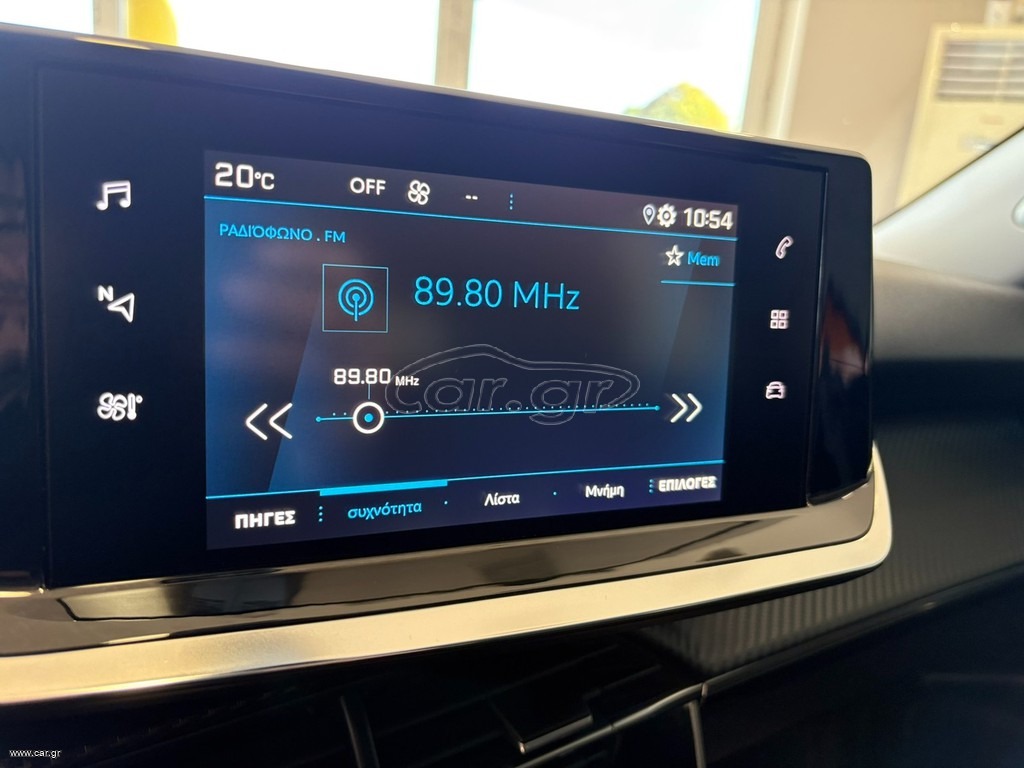 20°C OFF -- 10:54
ΡΑΔΙΌΦΩΝΟ . FM
Mem
89.80 MHz
89.80 MHz
car.gr
N
ΠΗΓΕΣ συχνότητα Λίστα Μνήμη ΕΠΙΛΟΓΕΣ
www.car.gr